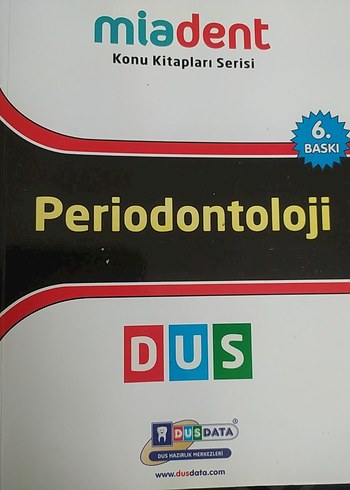 miadent
Konu Kitapları Serisi
6.
BASKI
Periodontoloji
DUS
DUSDATA
DUS HAZIRLIK MERKEZLERİ
www.dusdata.com